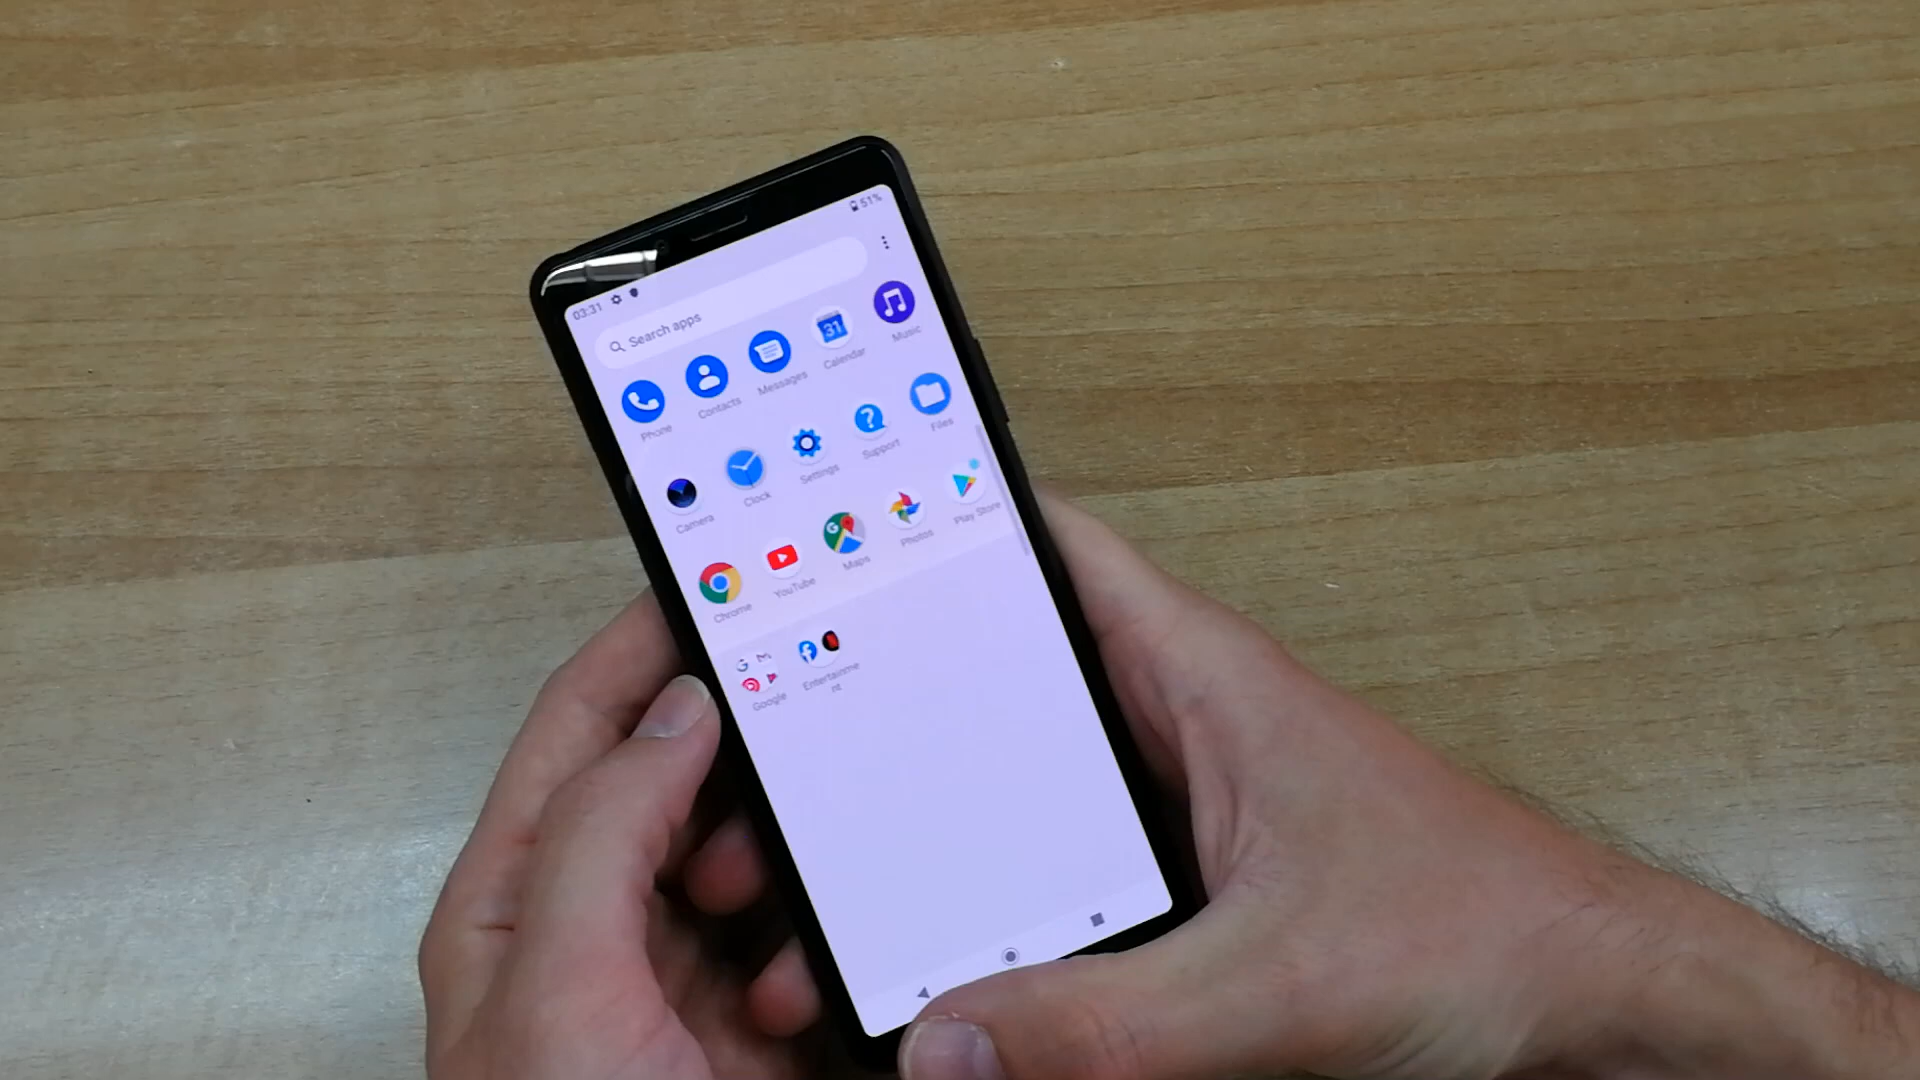 03:31
51%
Search apps
Phone
Contacts
Messages
31
Calendar
Music
Camera
Clock
Settings
?
Support
Files
Chrome
YouTube
G
Maps
Photos
Play Store
G
Google
f
Entertainme
nt